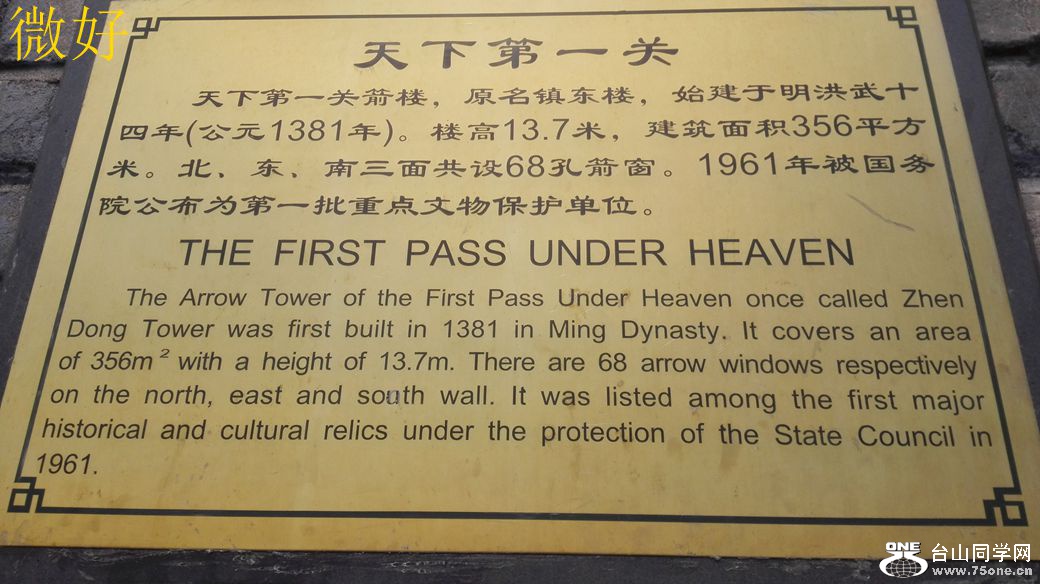 微好
天下第一关
天下第一关箭楼，原名镇东楼，始建于明洪武十
四年(公元1381年)。楼高13.7米，建筑面积356平方
米。北、东、南三面共设68孔箭窗。1961年被国务
院公布为第一批重点文物保护单位。
THE FIRST PASS UNDER HEAVEN
The Arrow Tower of the First Pass Under Heaven once called Zhen
Dong Tower was first built in 1381 in Ming Dynasty. It covers an area
of 356m² with a height of 13.7m. There are 68 arrow windows respectively
on the north, east and south wall. It was listed among the first major
historical and cultural relics under the protection of the State Council in
1961.
ONE 台山同学网
www.75one.cn